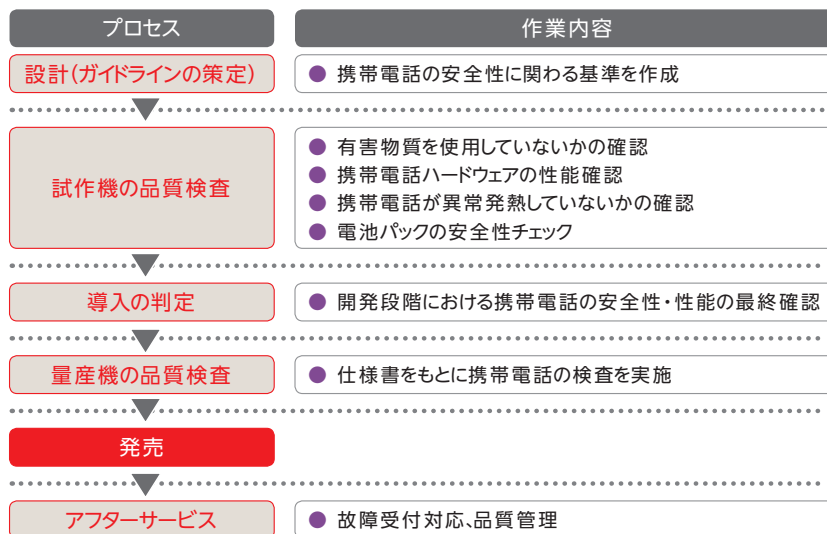 プロセス
作業内容
設計(ガイドラインの策定)
● 携帯電話の安全性に関わる基準を作成
試作機の品質検査
● 有害物質を使用していないかの確認
● 携帯電話ハードウェアの性能確認
● 携帯電話が異常発熱していないかの確認
● 電池パックの安全性チェック
導入の判定
● 開発段階における携帯電話の安全性・性能の最終確認
量産機の品質検査
● 仕様書をもとに携帯電話の検査を実施
発売
アフターサービス
● 故障受付対応、品質管理